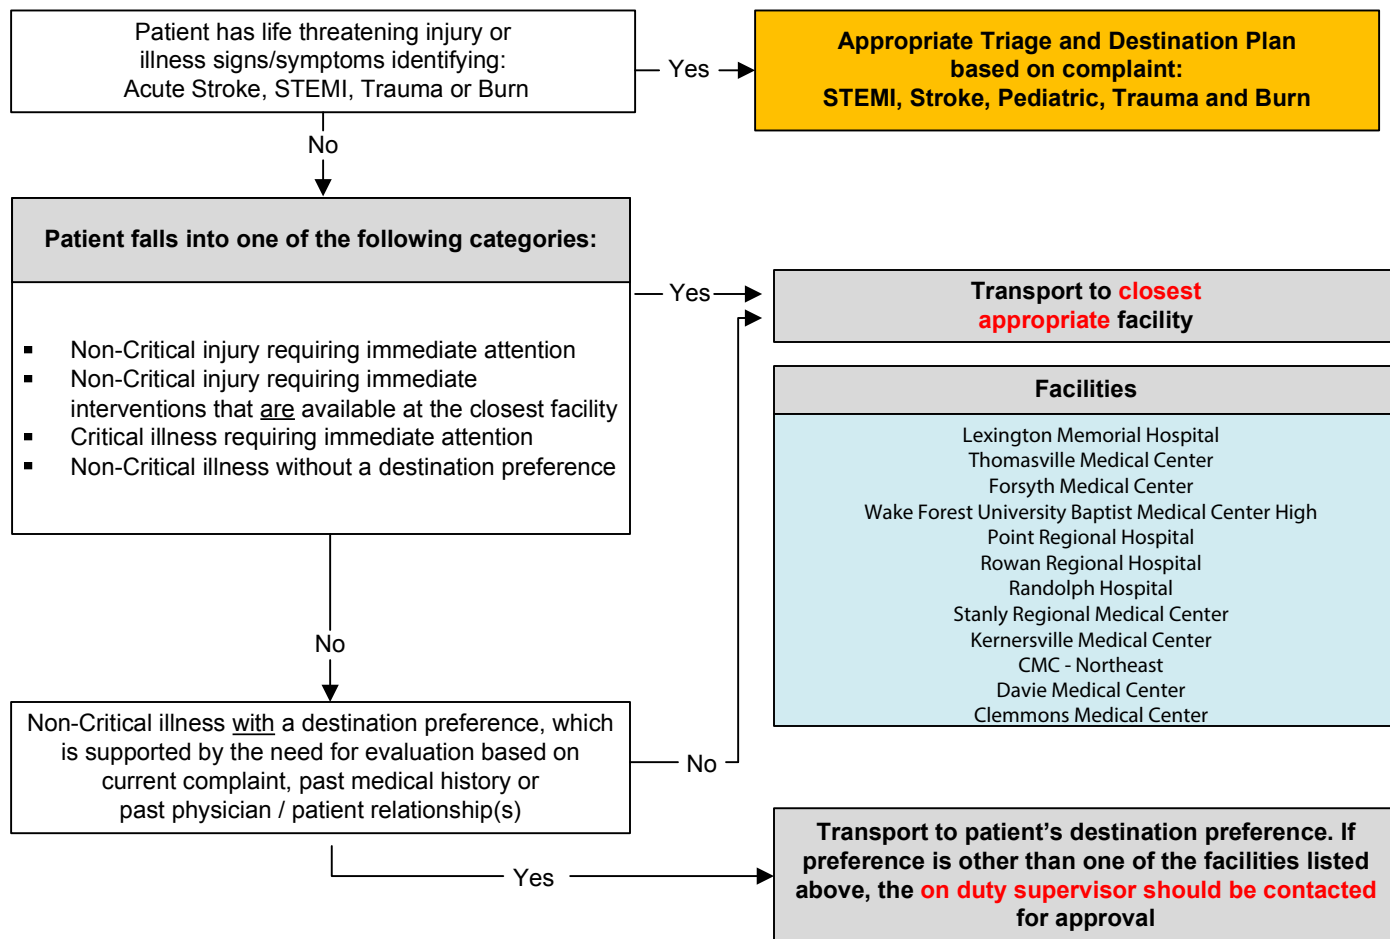 Patient has life threatening injury or
illness signs/symptoms identifying:
Acute Stroke, STEMI, Trauma or Burn
Yes
Appropriate Triage and Destination Plan
based on complaint:
STEMI, Stroke, Pediatric, Trauma and Burn
No
Patient falls into one of the following categories:
▪ Non-Critical injury requiring immediate attention
▪ Non-Critical injury requiring immediate
interventions that are available at the closest facility
▪ Critical illness requiring immediate attention
▪ Non-Critical illness without a destination preference
Yes
Transport to closest
appropriate facility
Facilities
Lexington Memorial Hospital
Thomasville Medical Center
Forsyth Medical Center
Wake Forest University Baptist Medical Center High
Point Regional Hospital
Rowan Regional Hospital
Randolph Hospital
Stanly Regional Medical Center
Kernersville Medical Center
CMC - Northeast
Davie Medical Center
Clemmons Medical Center
No
Non-Critical illness with a destination preference, which
is supported by the need for evaluation based on
current complaint, past medical history or
past physician / patient relationship(s)
No
Yes
Transport to patient’s destination preference. If
preference is other than one of the facilities listed
above, the on duty supervisor should be contacted
for approval